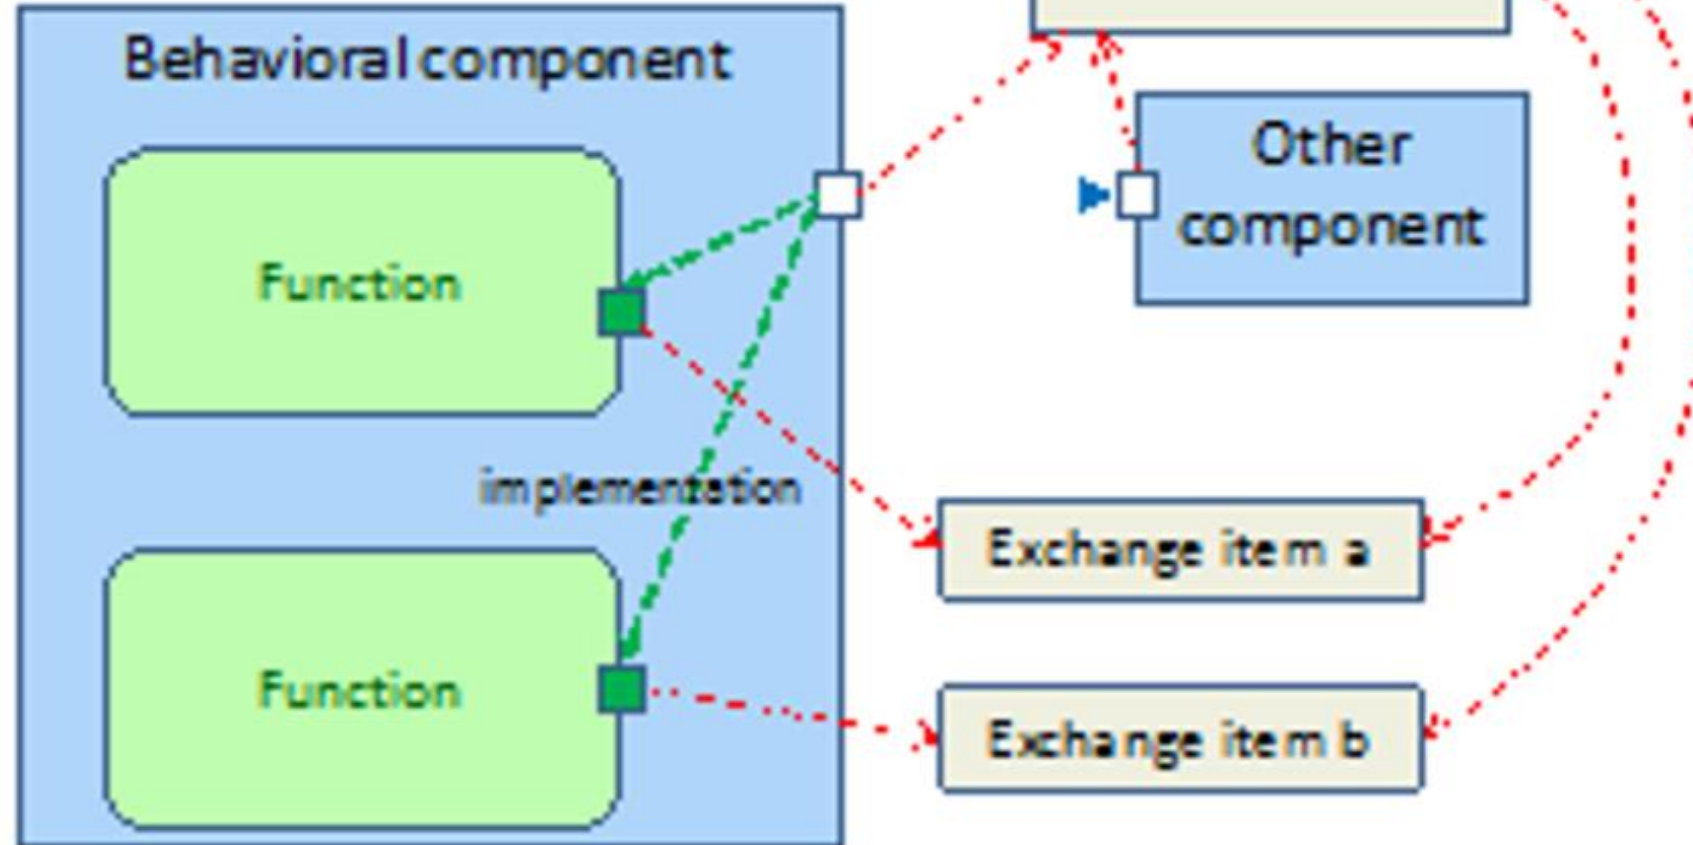 Behavioral component
Other
component
Function
implementation
Exchange item a
Function
Exchange item b